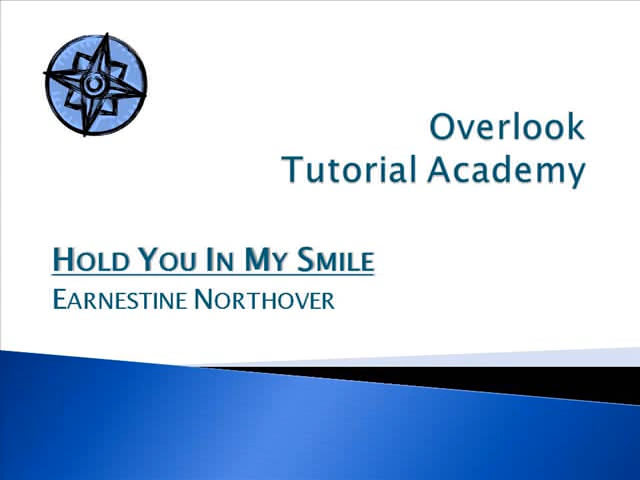 Overlook
Tutorial Academy
HOLD YOU IN MY SMILE
EARNESTINE NORTHOVER